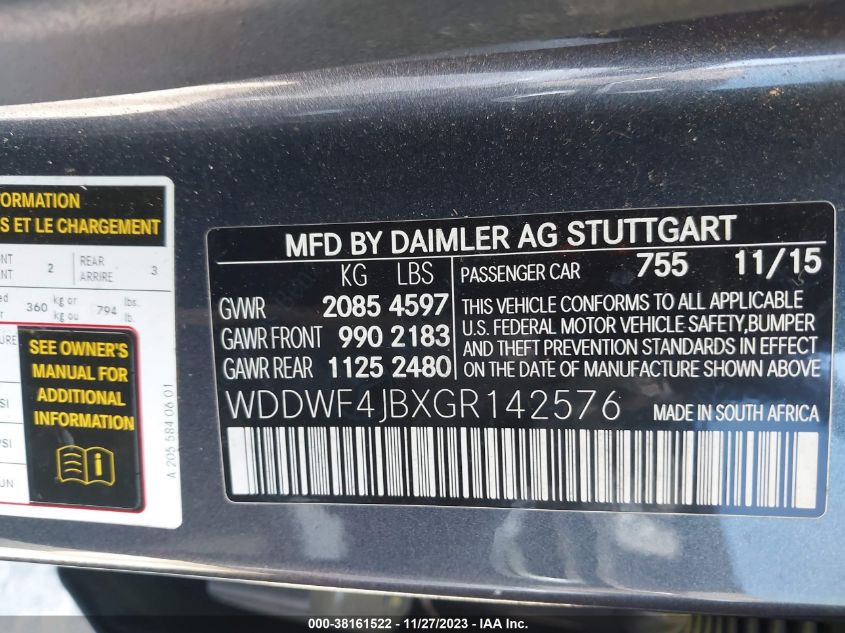 FORMATION
S ET LE CHARGEMENT
2 REAR 3
ARRIERE
360 kg or 794 lbs.
kg ou lb.
SEE OWNER'S
MANUAL FOR
ADDITIONAL
INFORMATION
A 205 584 06 01
MFD BY DAIMLER AG STUTTGART
KG LBS PASSENGER CAR 755 11/15
GVWR 2085 4597
GAWR FRONT 990 2183
GAWR REAR 1125 2480
THIS VEHICLE CONFORMS TO ALL APPLICABLE
U.S. FEDERAL MOTOR VEHICLE SAFETY,BUMPER
AND THEFT PREVENTION STANDARDS IN EFFECT
ON THE DATE OF MANUFACTURE SHOWN ABOVE
WDDWF4JBXGR142576 MADE IN SOUTH AFRICA
000-38161522 - 11/27/2023 - IAA Inc.